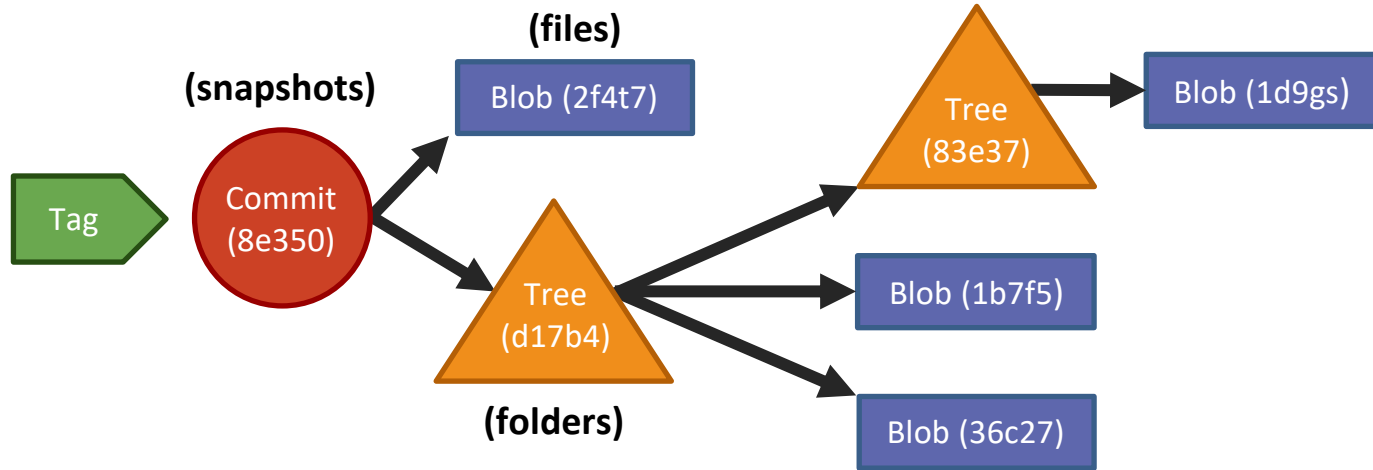 (files)
(snapshots)
Blob (2f4t7)
Tree
(83e37)
Blob (1d9gs)
Tag
Commit
(8e350)
Tree
(d17b4)
Blob (1b7f5)
(folders)
Blob (36c27)